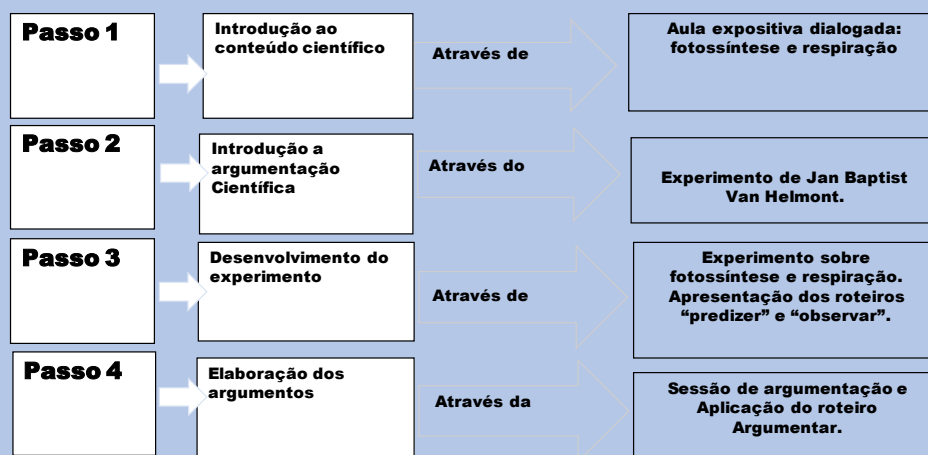 Passo 1
Introdução ao
conteúdo científico
Através de
Aula expositiva dialogada:
fotossíntese e respiração
Passo 2
Introdução a
argumentação
Científica
Através do
Experimento de Jan Baptist
Van Helmont.
Passo 3
Desenvolvimento do
experimento
Através de
Experimento sobre
fotossíntese e respiração.
Apresentação dos roteiros
“predizer” e “observar”.
Passo 4
Elaboração dos
argumentos
Através da
Sessão de argumentação e
Aplicação do roteiro
Argumentar.